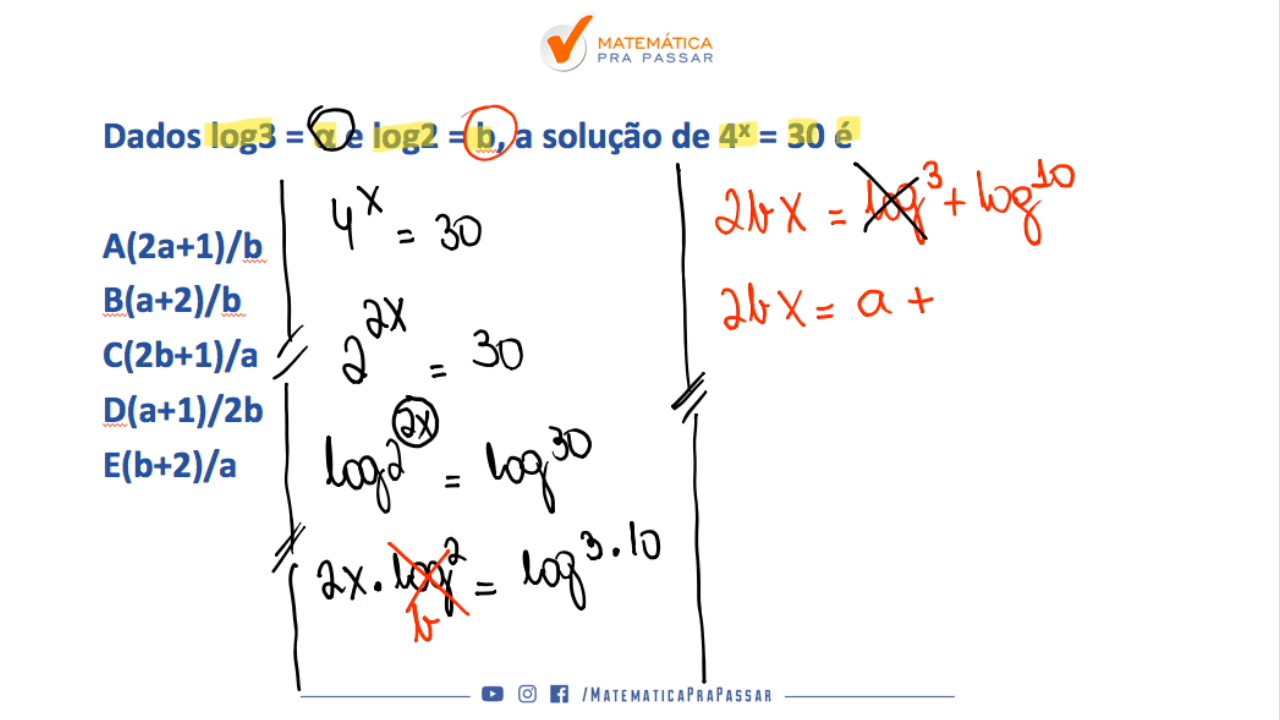 MATEMÁTICA
PRA PASSAR
Dados log3 = a e log2 = b, a solução de 4ˣ = 30 é
A(2a+1)/b
B(a+2)/b
C(2b+1)/a
D(a+1)/2b
E(b+2)/a
4ˣ = 30
2²ˣ = 30
log2²ˣ = log30
2x . log2 = log3.10
b
2bx = log3 + log10
2bx = a +
/MATEMATICAPRAPASSAR